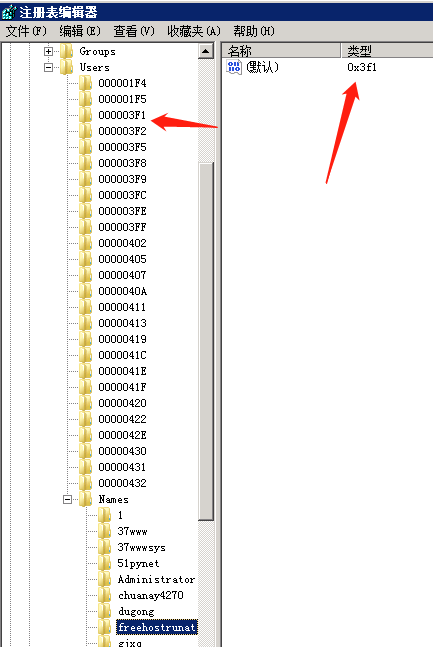 注册表编辑器
文件(F) 编辑(E) 查看(V) 收藏夹(A) 帮助(H)
Groups
Users
000001F4
000001F5
000003F1
000003F2
000003F5
000003F8
000003F9
000003FC
000003FE
000003FF
00000402
00000405
00000407
0000040A
00000411
00000413
00000419
0000041C
0000041E
0000041F
00000420
00000422
0000042E
00000430
00000431
00000432
Names
1
37www
37wwwsys
51pynet
Administrator
chuanay4270
dugong
freehostrunat
gjxq
名称 类型
(默认) 0x3f1